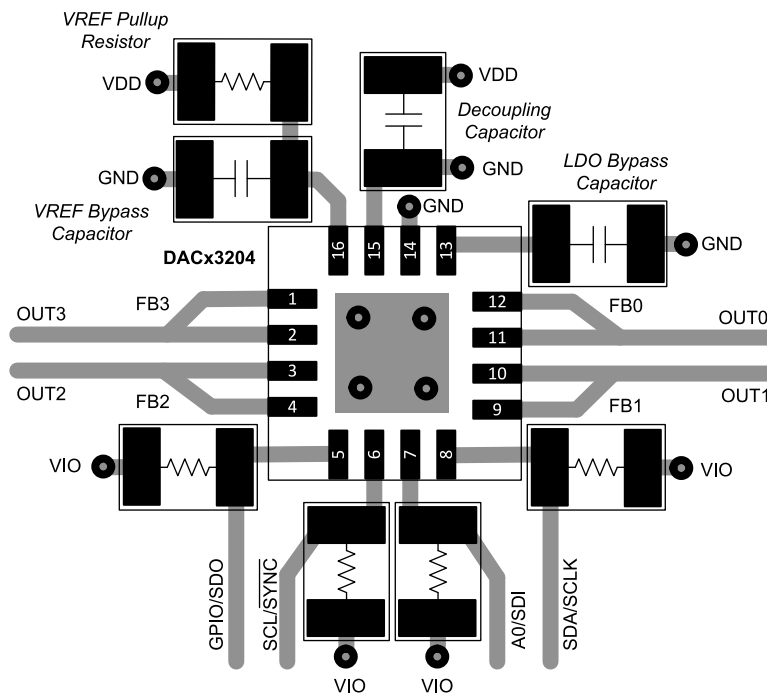 VREF Pullup
Resistor
VDD
VDD
Decoupling
Capacitor
GND
GND
VREF Bypass
Capacitor
LDO Bypass
Capacitor
GND
GND
DACx3204
16
15
14
13
1
12
FB3
FB0
OUT3
OUT0
2
11
3
10
OUT2
OUT1
FB2
FB1
4
9
5
6
7
8
VIO
VIO
GPIO/SDO
SCL/SYNC
A0/SDI
SDA/SCLK
VIO
VIO